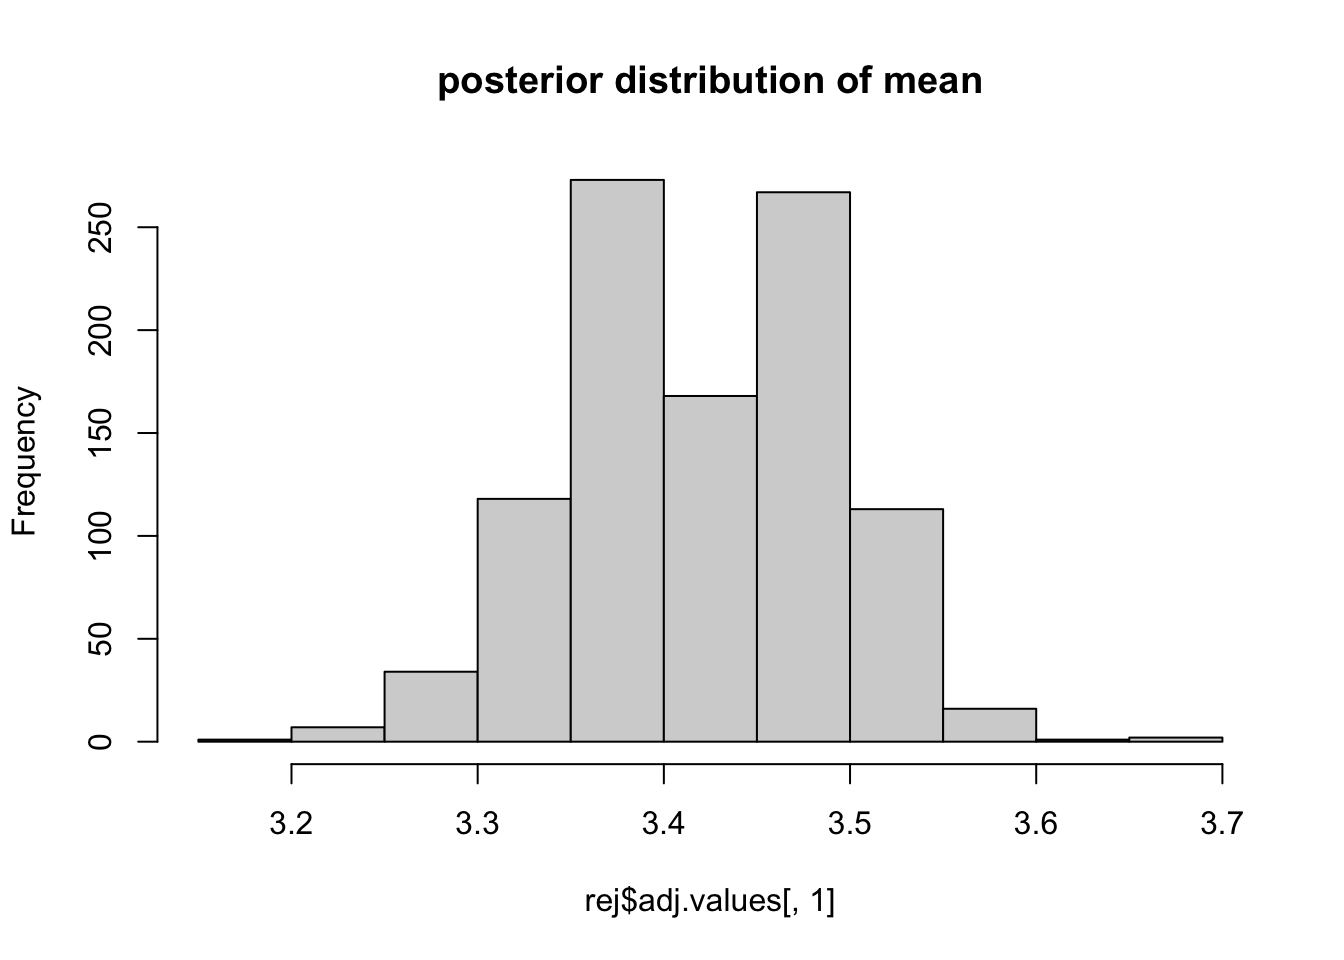 posterior distribution of mean
Frequency
250
200
150
100
50
0
3.2 3.3 3.4 3.5 3.6 3.7
rej$adj.values[, 1]